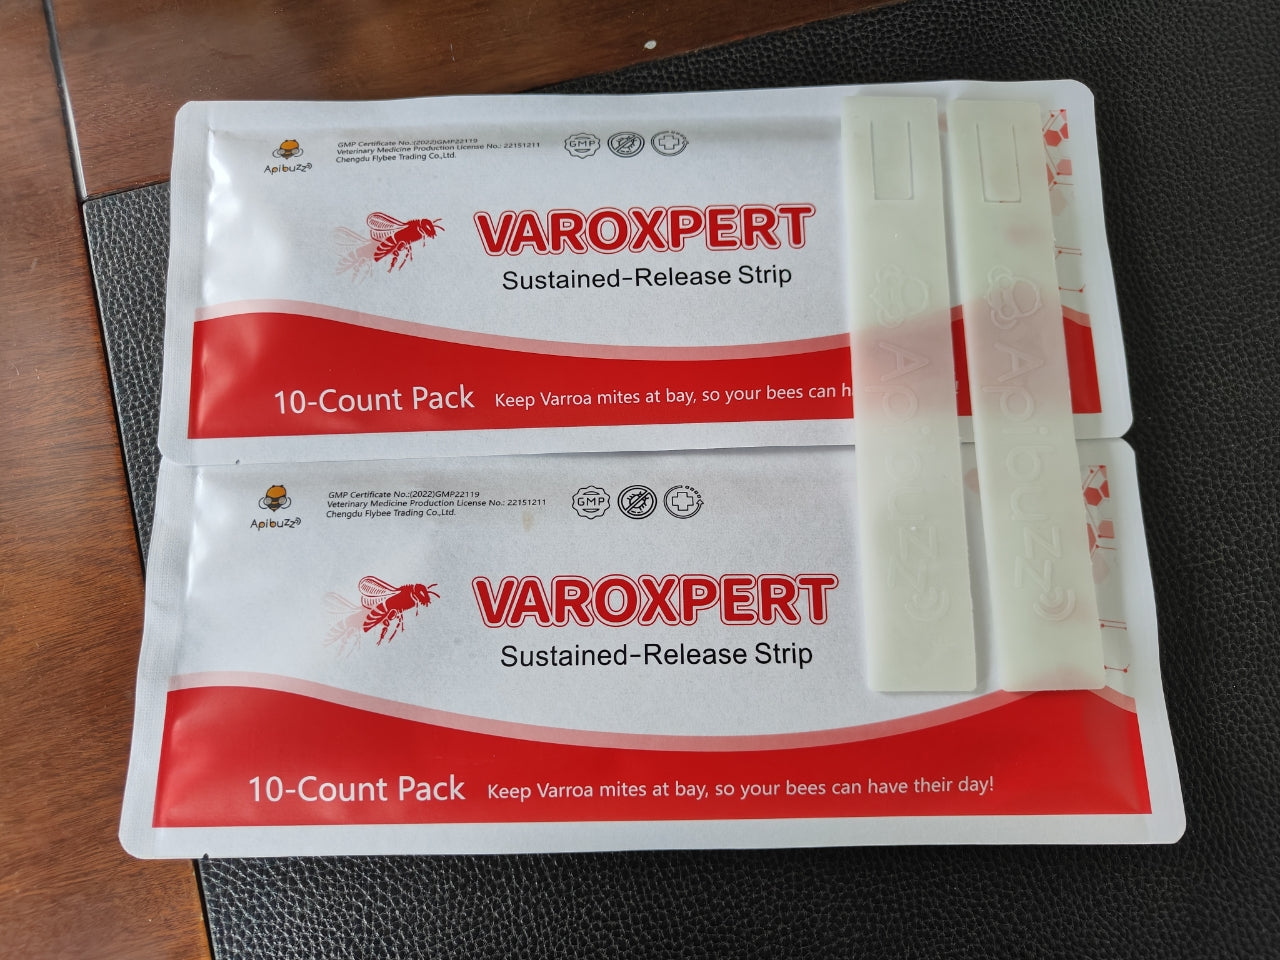 Apibuzz
GMP Certificate No.:(2022)GMP22119
Veterinary Medicine Production License No.: 22151211
Chengdu Flybee Trading Co.,Ltd.
GMP
VAROXPERT
Sustained-Release Strip
10-Count Pack Keep Varroa mites at bay, so your bees can h !
Apibuzz
Apibuzz
Apibuzz
GMP Certificate No.:(2022)GMP22119
Veterinary Medicine Production License No.: 22151211
Chengdu Flybee Trading Co.,Ltd.
GMP
VAROXPERT
Sustained-Release Strip
10-Count Pack Keep Varroa mites at bay, so your bees can have their day!